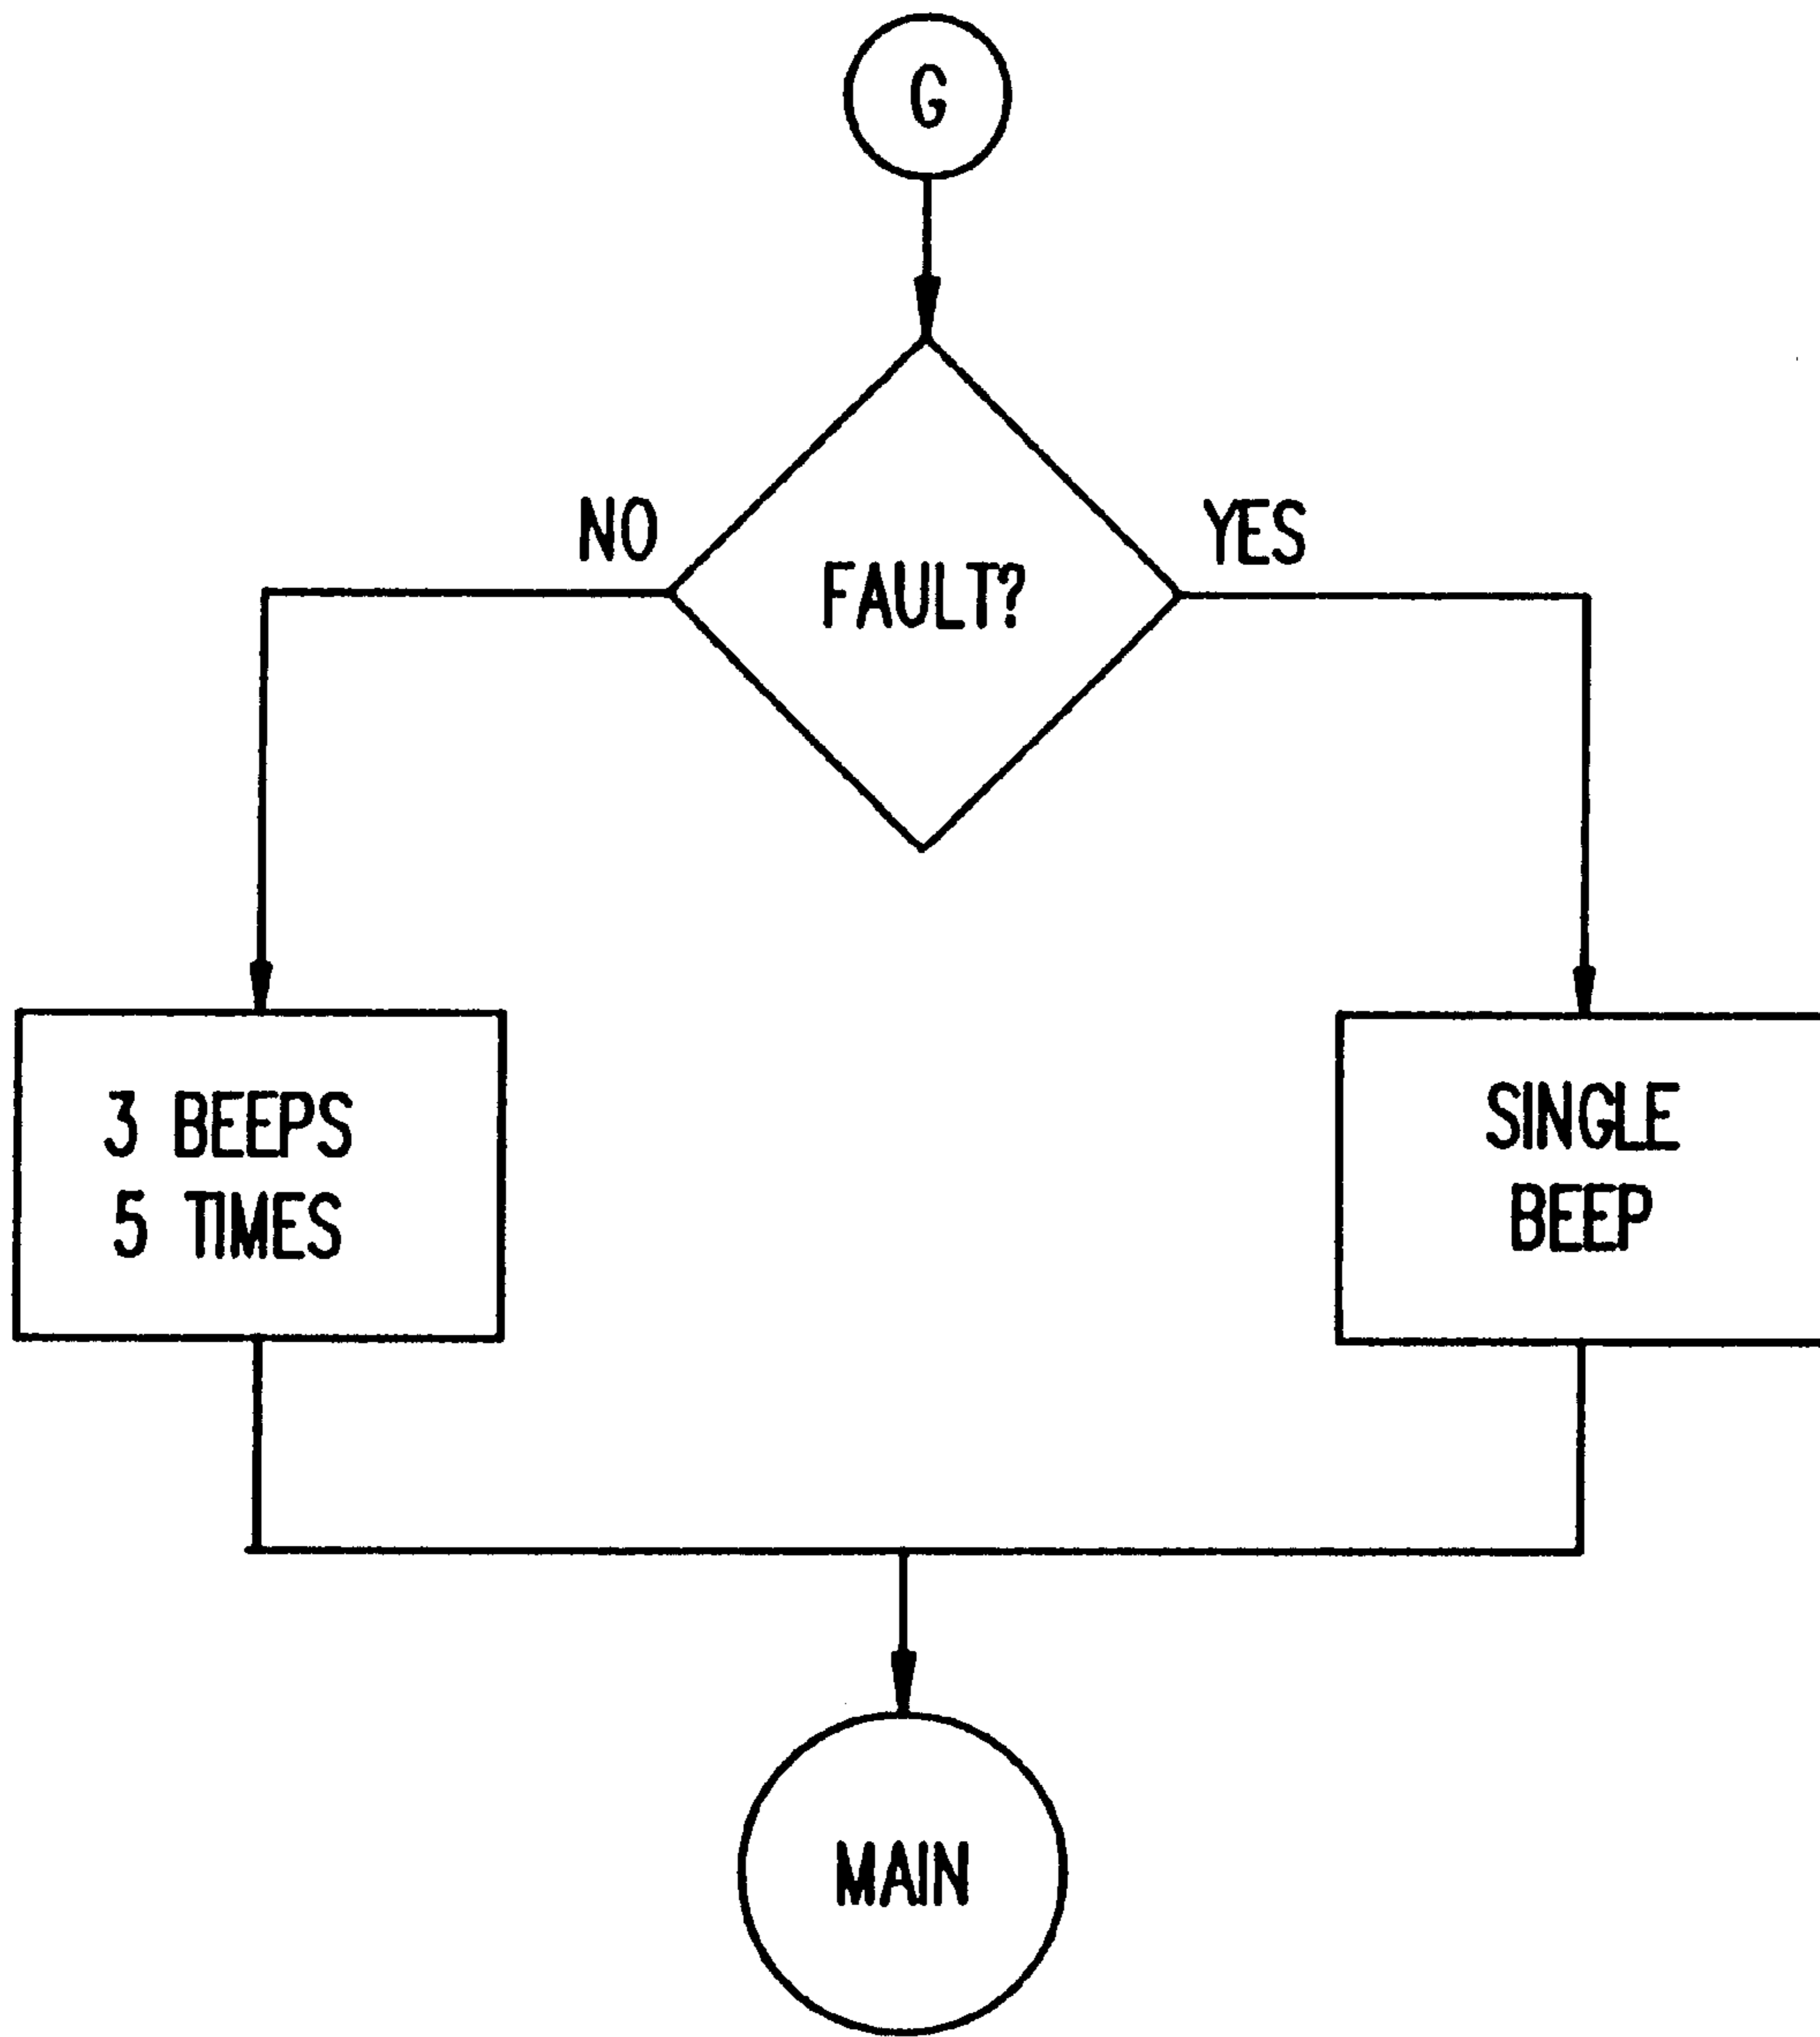 G
NO
YES
FAULT?
3 BEEPS
5 TIMES
SINGLE
BEEP
MAIN